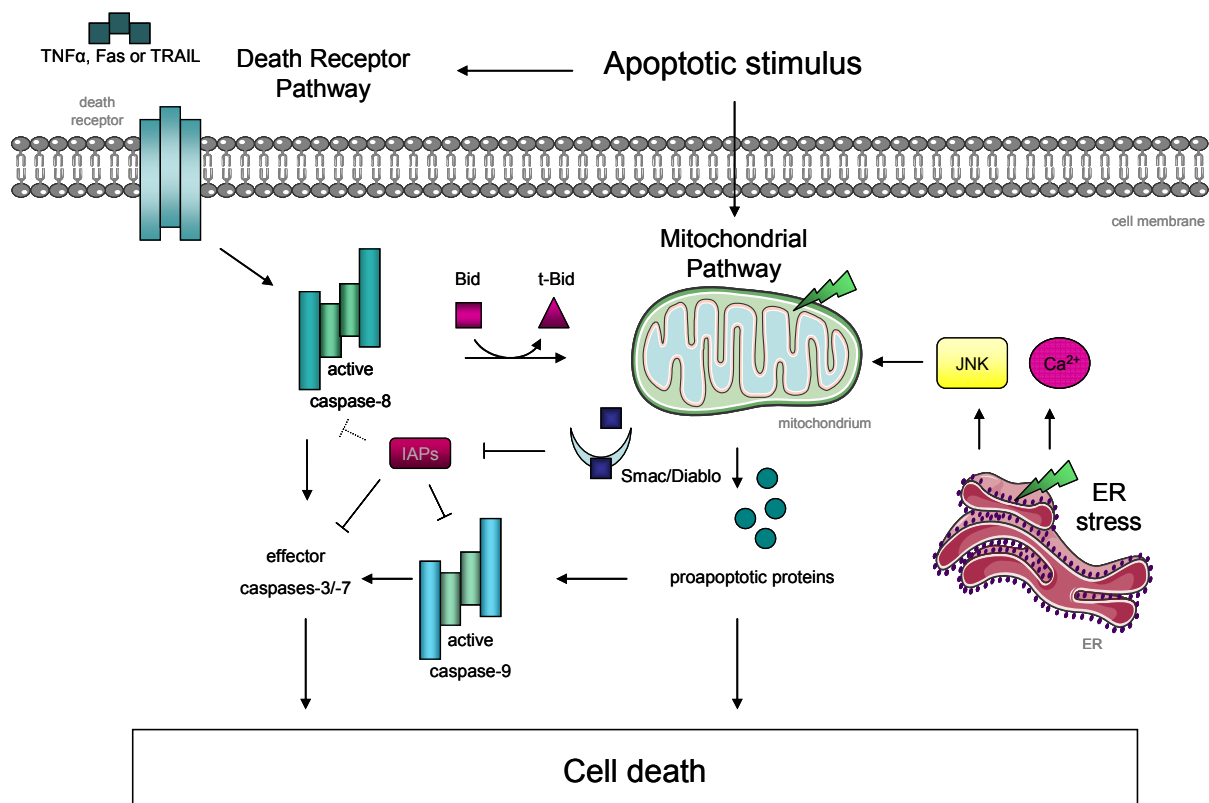 TNFα, Fas or TRAIL
Death Receptor
Pathway
Apoptotic stimulus
death
receptor
cell membrane
Mitochondrial
Pathway
Bid
t-Bid
active
caspase-8
JNK
Ca²⁺
mitochondrium
IAPs
Smac/Diablo
ER
stress
effector
caspases-3/-7
proapoptotic proteins
active
caspase-9
ER
Cell death